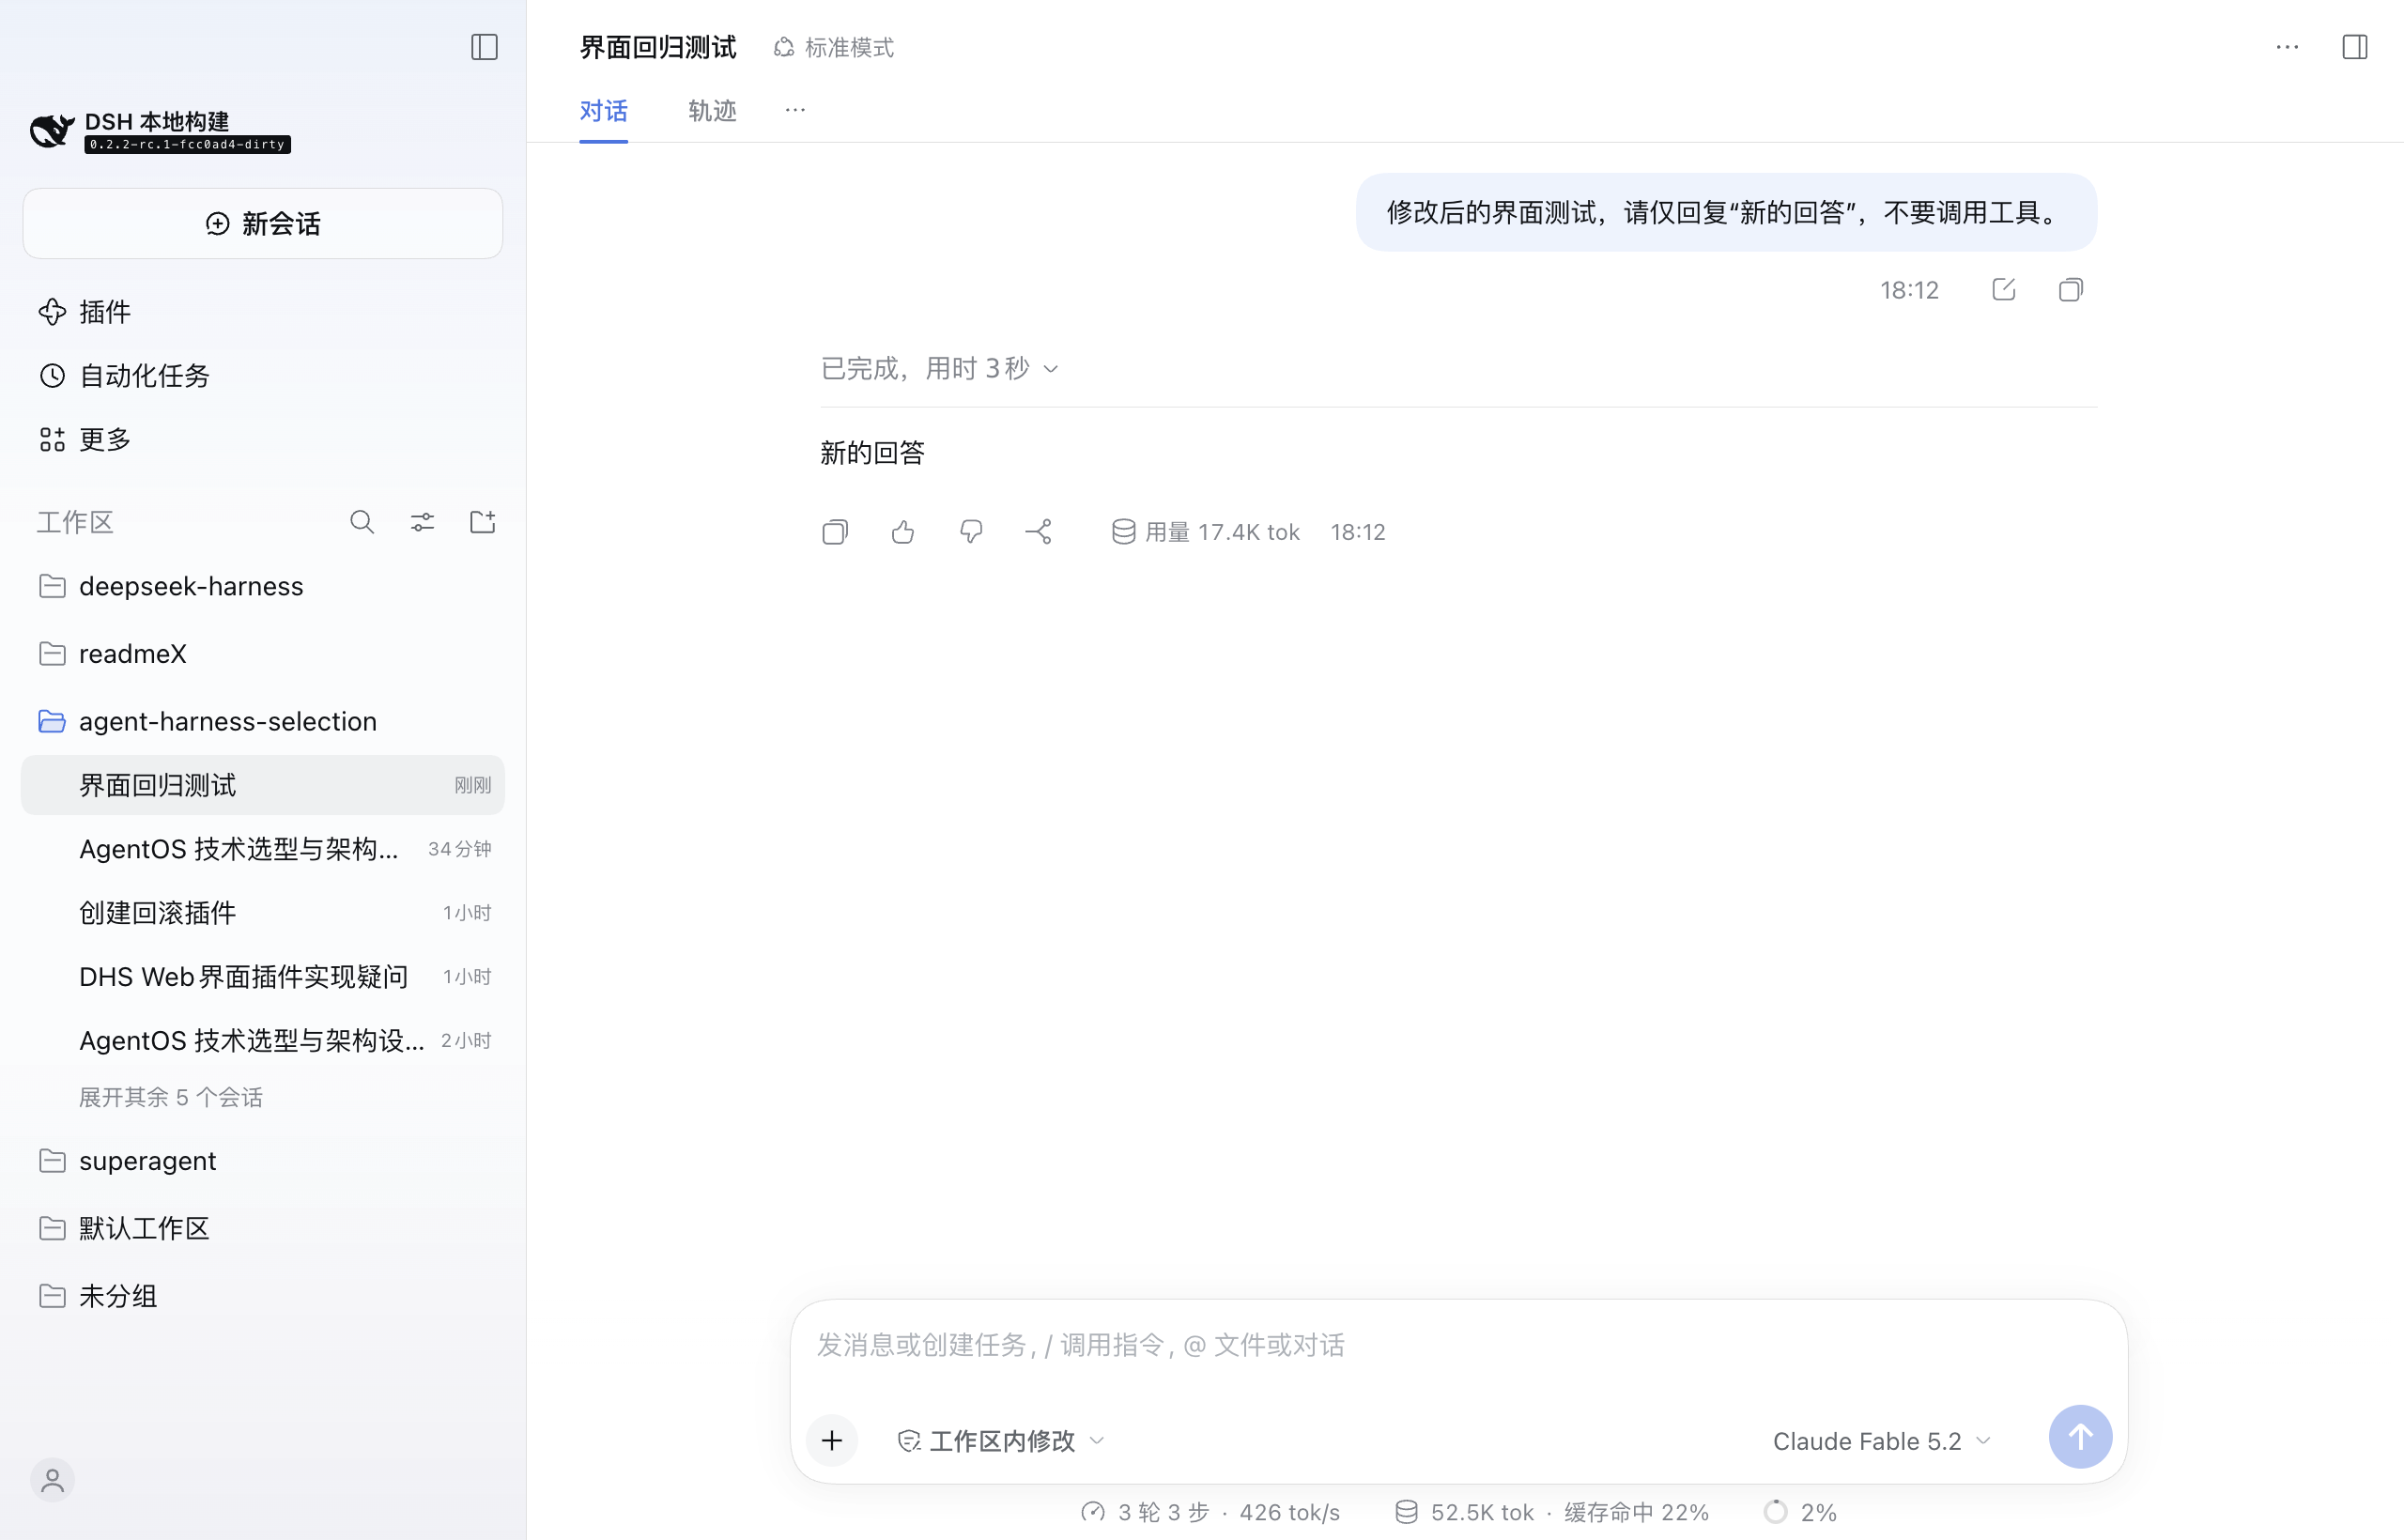 DSH 本地构建
0.2.2-rc.1-fcc0ad4-dirty
新会话
插件
自动化任务
更多
工作区
deepseek-harness
readmeX
agent-harness-selection
界面回归测试 刚刚
AgentOS 技术选型与架构... 34分钟
创建回滚插件 1小时
DHS Web界面插件实现疑问 1小时
AgentOS 技术选型与架构设... 2小时
展开其余 5 个会话
superagent
默认工作区
未分组
界面回归测试 标准模式
对话 轨迹
修改后的界面测试，请仅回复“新的回答”，不要调用工具。
18:12
已完成，用时 3秒
新的回答
用量 17.4K tok 18:12
发消息或创建任务, / 调用指令, @ 文件或对话
工作区内修改 Claude Fable 5.2
3 轮 3 步 · 426 tok/s 52.5K tok · 缓存命中 22% 2%